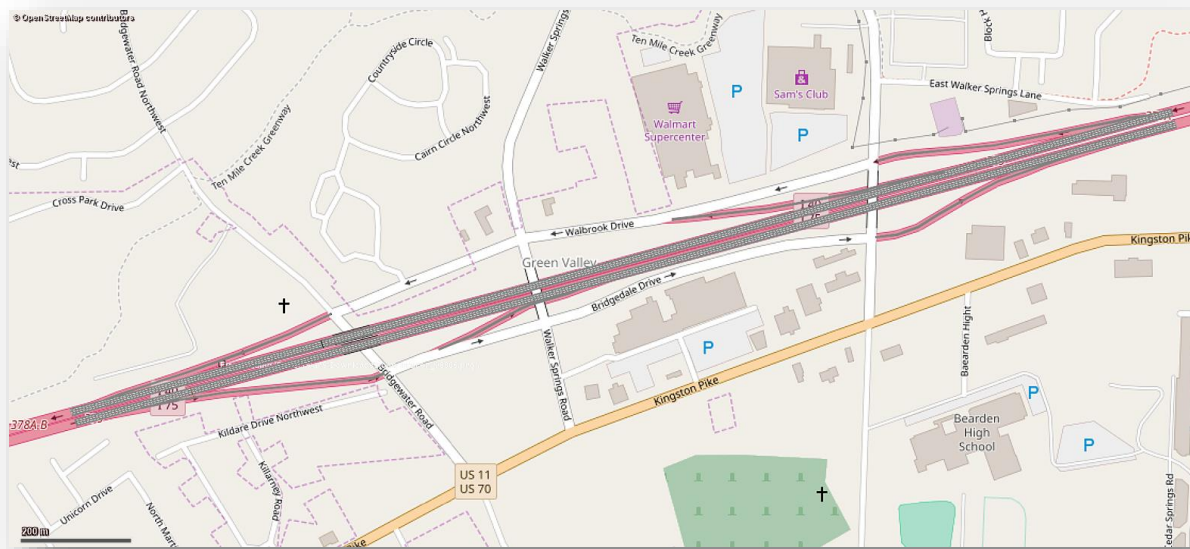 © OpenStreetMap contributors
Bridgewater Road Northwest
Countryside Circle
Walker Springs
Ten Mile Creek Greenway
Block H
P
Sam's Club
East Walker Springs Lane
Walmart
Supercenter
P
Cairn Circle Northwest
Ten Mile Creek Greenway
Cross Park Drive
Walbrook Drive
Green Valley
Kingston Pik
Bridgedale Drive
Walker Springs Road
P
Baearden Hight
Bridgewater Road
Kingston Pike
I 75
378A,B
Kildare Drive Northwest
P
Bearden
High
School
P
Killarney Road
US 11
US 70
Unicorn Drive
North Mart
Cedar Springs Rd
Pike
200 m